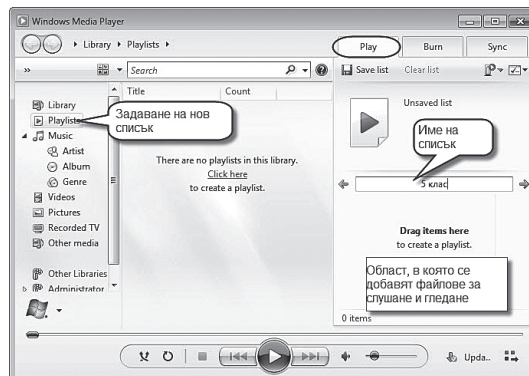 Windows Media Player
Library ▸ Playlists ▸
Play
Burn
Sync
»
Search
Save list
Clear list
Title
Count
Library
Playlists
Music
Artist
Album
Genre
Videos
Pictures
Recorded TV
Other media
Other Libraries
Administrator
Задаване на нов
списък
There are no playlists in this library.
Click here
to create a playlist.
Unsaved list
Име на
списък
5 клас
Drag items here
to create a playlist.
Област, в която се
добавят файлове за
слушане и гледане
0 items
Upda..